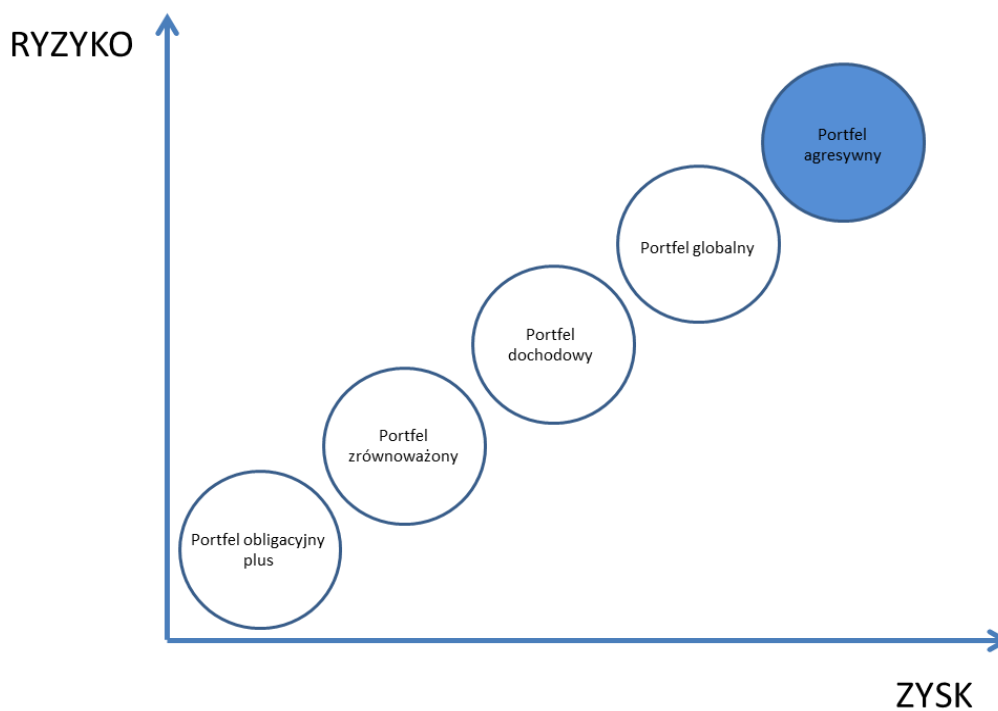 RYZYKO
Portfel
agresywny
Portfel globalny
Portfel
dochodowy
Portfel
zrównoważony
Portfel obligacyjny
plus
ZYSK